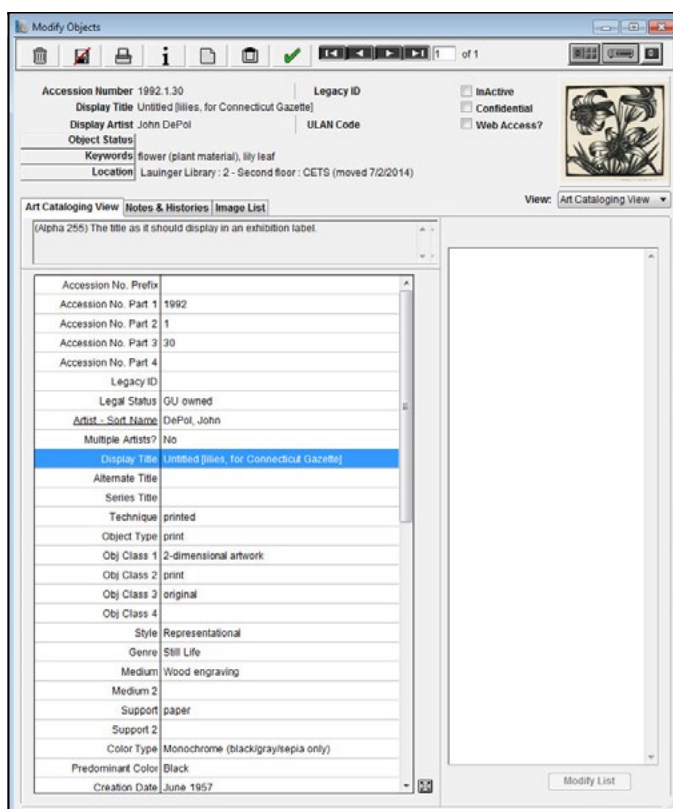 Modify Objects
1 of 1
Accession Number 1992.1.30 Legacy ID InActive
Display Title Untitled [lilies, for Connecticut Gazette] Confidential
Display Artist John DePol ULAN Code Web Access?
Object Status
Keywords flower (plant material), lily leaf
Location Lauinger Library : 2 - Second floor : CETS (moved 7/2/2014)
View: Art Cataloging View
Art Cataloging View Notes & Histories Image List
(Alpha 255) The title as it should display in an exhibition label.
Accession No. Prefix
Accession No. Part 1 1992
Accession No. Part 2 1
Accession No. Part 3 30
Accession No. Part 4
Legacy ID
Legal Status GU owned
Artist - Sort Name DePol, John
Multiple Artists? No
Display Title Untitled [lilies, for Connecticut Gazette]
Alternate Title
Series Title
Technique printed
Object Type print
Obj Class 1 2-dimensional artwork
Obj Class 2 print
Obj Class 3 original
Obj Class 4
Style Representational
Genre Still Life
Medium Wood engraving
Medium 2
Support paper
Support 2
Color Type Monochrome (black/gray/sepia only)
Predominant Color Black
Creation Date June 1957
Modify List